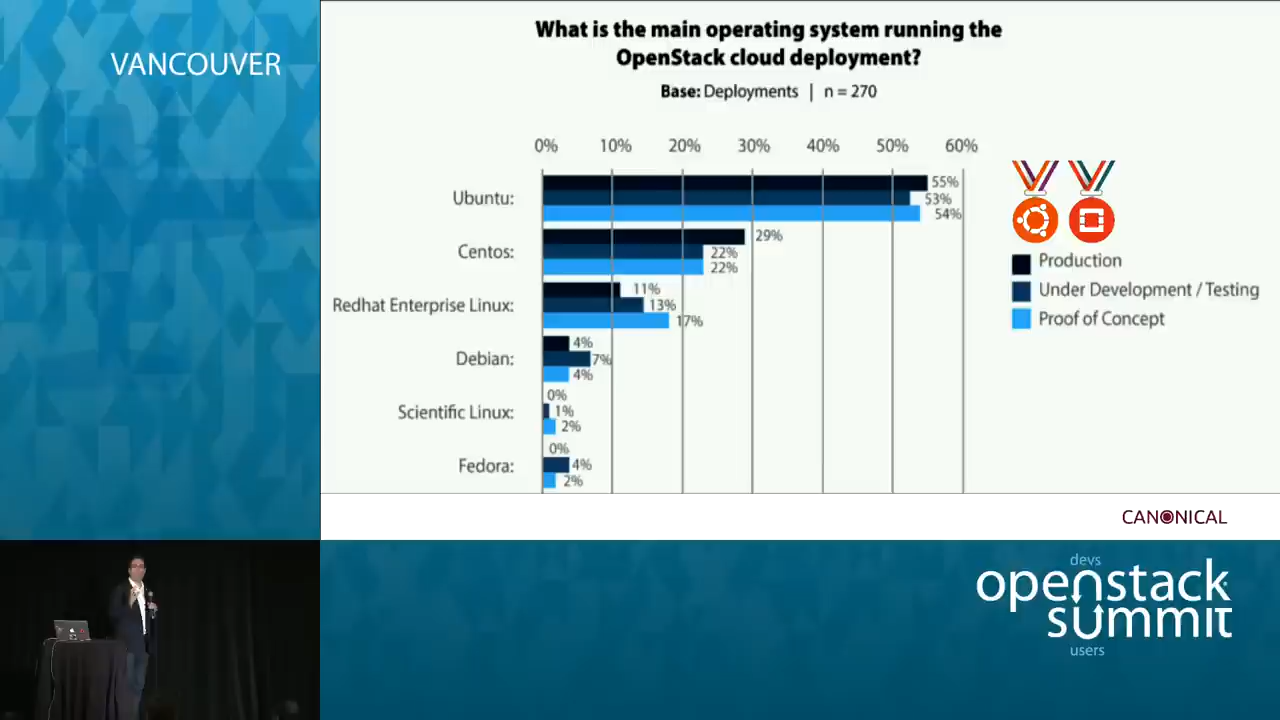 VANCOUVER
What is the main operating system running the
OpenStack cloud deployment?
Base: Deployments | n = 270
0% 10% 20% 30% 40% 50% 60%
Ubuntu:
55%
53%
54%
Centos:
29%
22%
22%
Redhat Enterprise Linux:
11%
13%
17%
Debian:
4%
7%
4%
Scientific Linux:
0%
1%
2%
Fedora:
0%
4%
2%
Production
Under Development / Testing
Proof of Concept
CANONICAL
devs
openstack
summit
users